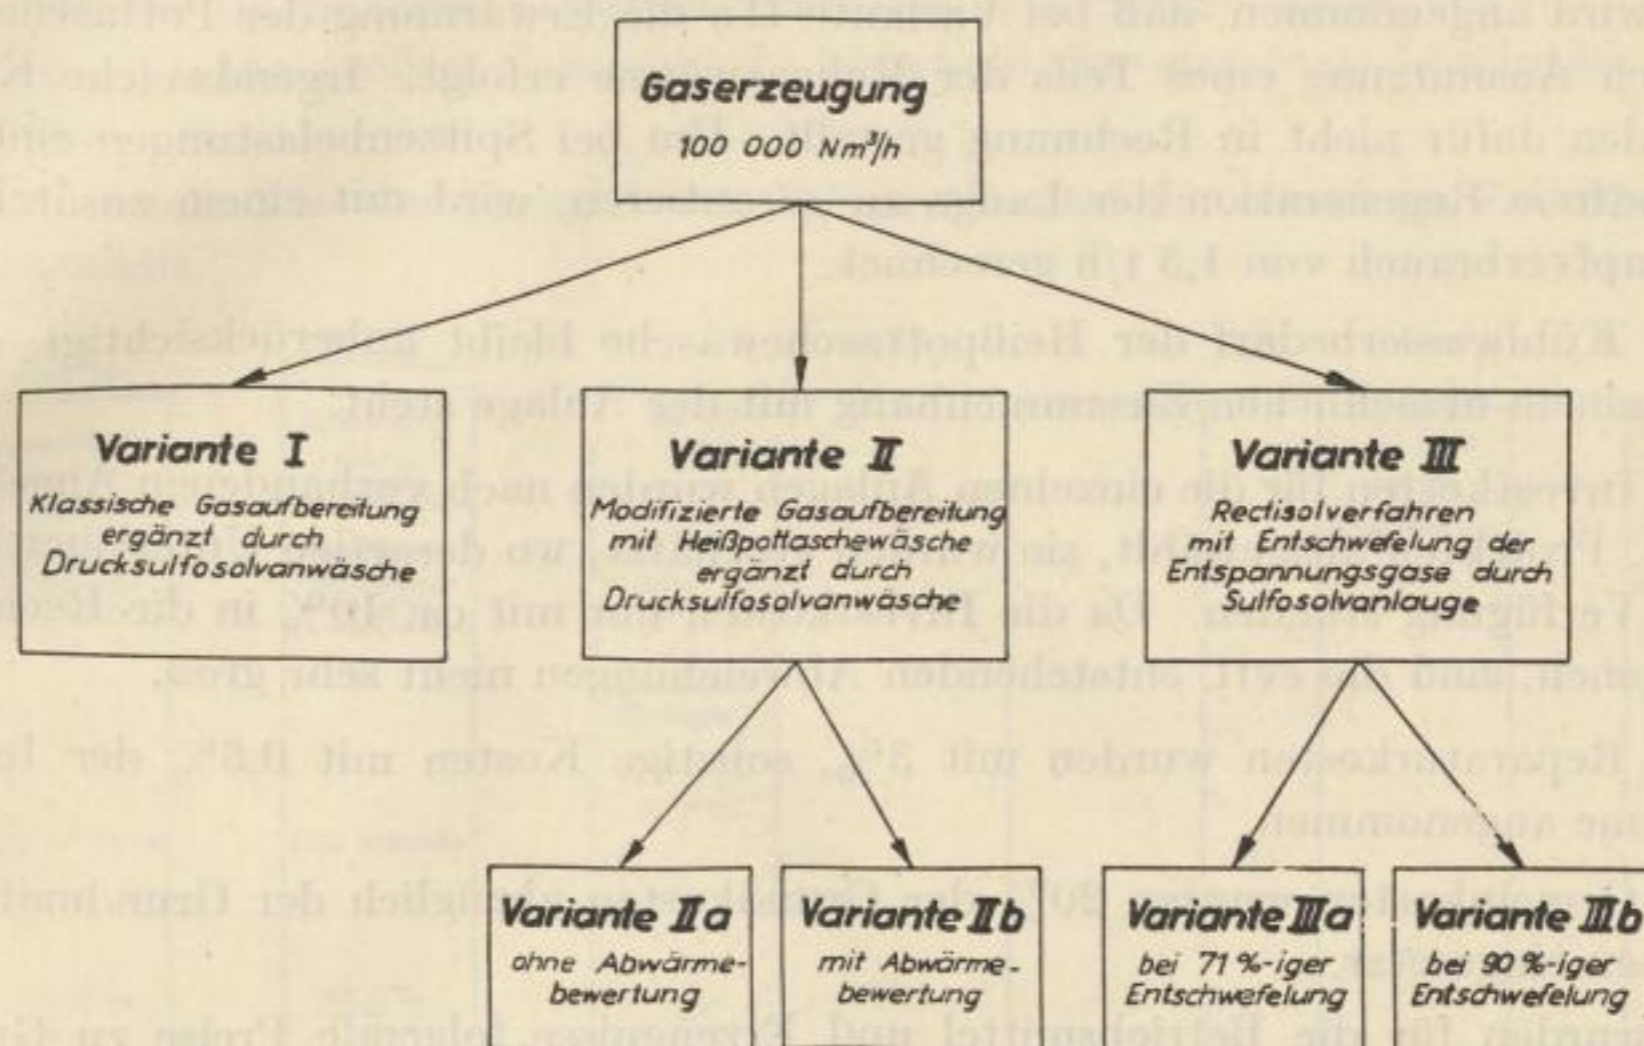 Gaserzeugung
100 000 Nm³/h
Variante I
Klassische Gasaufbereitung
ergänzt durch
Drucksulfosolvanwäsche
Variante II
Modifizierte Gasaufbereitung
mit Heißpottaschewäsche
ergänzt durch
Drucksulfosolvanwäsche
Variante III
Rectisolverfahren
mit Entschwefelung der
Entspannungsgase durch
Sulfosolvanlauge
Variante IIa
ohne Abwärme-
bewertung
Variante IIb
mit Abwärme-
bewertung
Variante IIIa
bei 71 %-iger
Entschwefelung
Variante IIIb
bei 90 %-iger
Entschwefelung